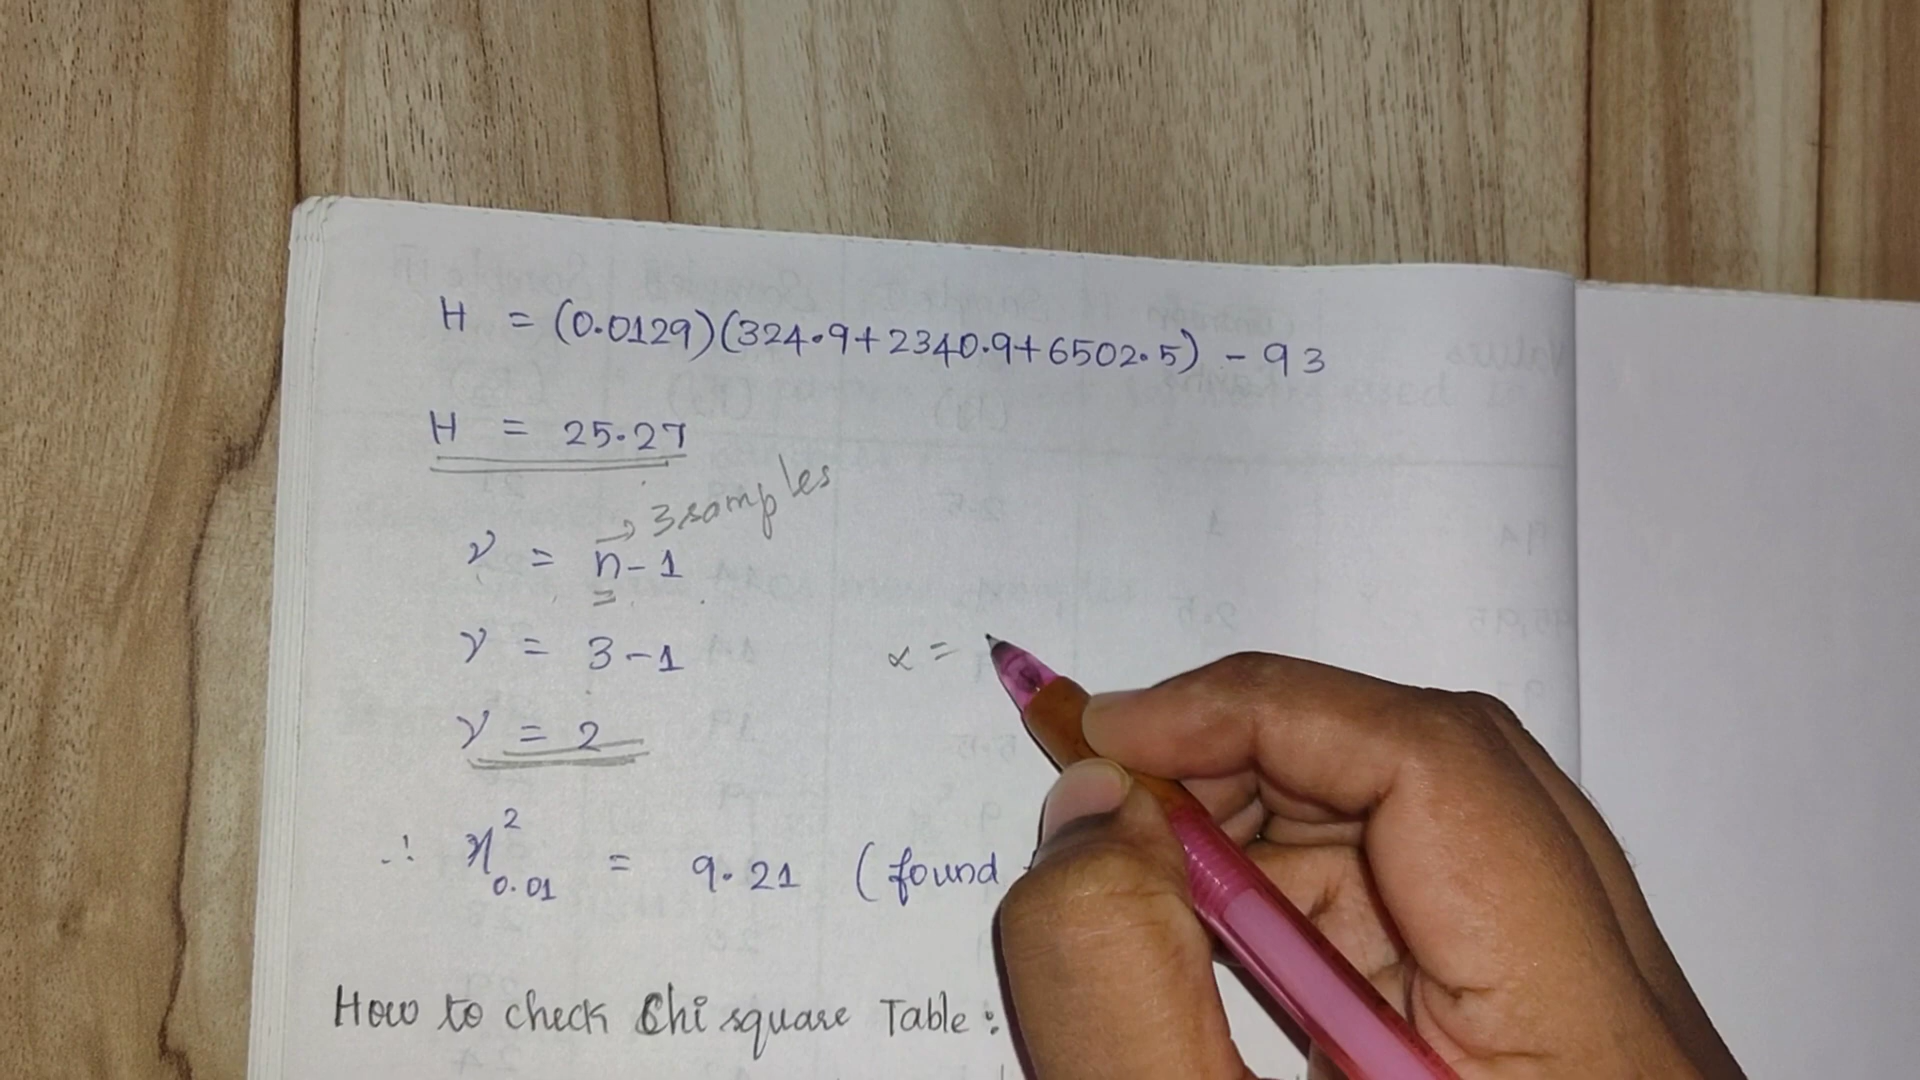 H = (0.0129)(324.9+2340.9+6502.5) - 93
H = 25.27
→ 3 samples
ν = n-1
ν = 3-1
α =
ν = 2
∴ χ²0.01 = 9.21 (found
How to check Chi square Table: